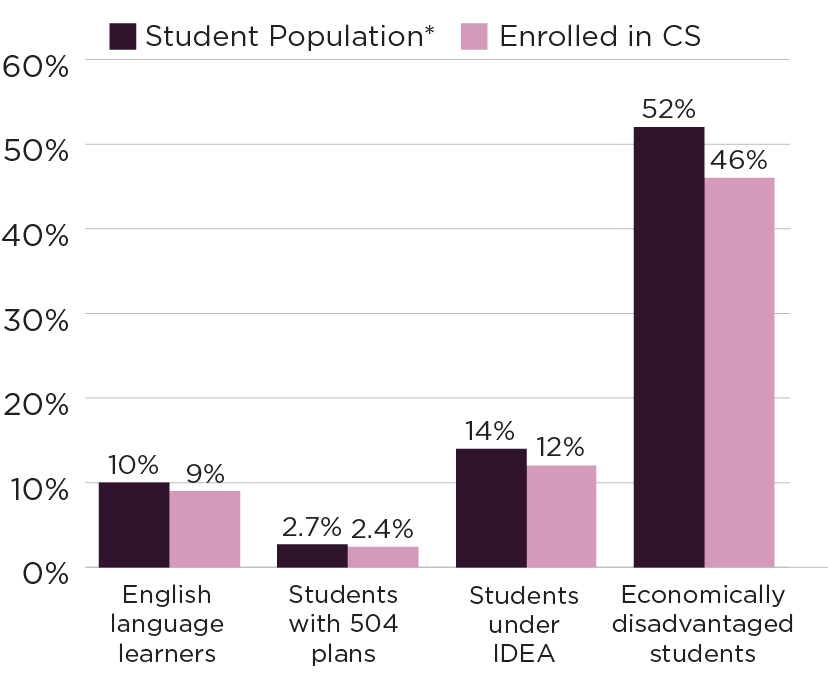 Student Population* Enrolled in CS
60%
50%
40%
30%
20%
10%
0%
10%
9%
2.7%
2.4%
14%
12%
52%
46%
English
language
learners
Students
with 504
plans
Students
under
IDEA
Economically
disadvantaged
students